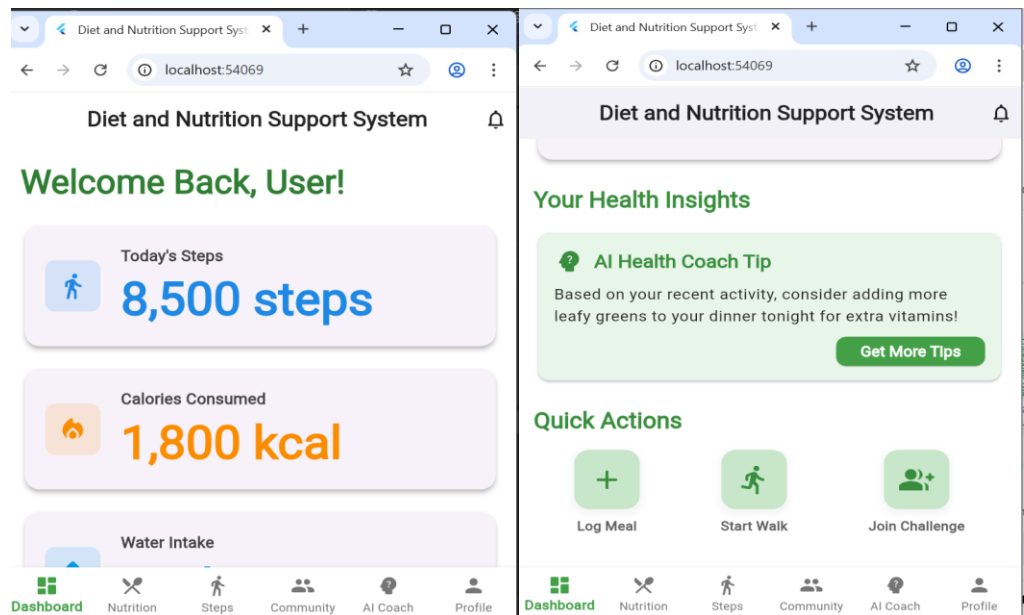 Diet and Nutrition Support Syst
localhost:54069
Diet and Nutrition Support System
Welcome Back, User!
Today's Steps
8,500 steps
Calories Consumed
1,800 kcal
Water Intake
Dashboard
Nutrition
Steps
Community
AI Coach
Profile
Diet and Nutrition Support Syst
localhost:54069
Diet and Nutrition Support System
Your Health Insights
AI Health Coach Tip
Based on your recent activity, consider adding more
leafy greens to your dinner tonight for extra vitamins!
Get More Tips
Quick Actions
Log Meal
Start Walk
Join Challenge
Dashboard
Nutrition
Steps
Community
AI Coach
Profile